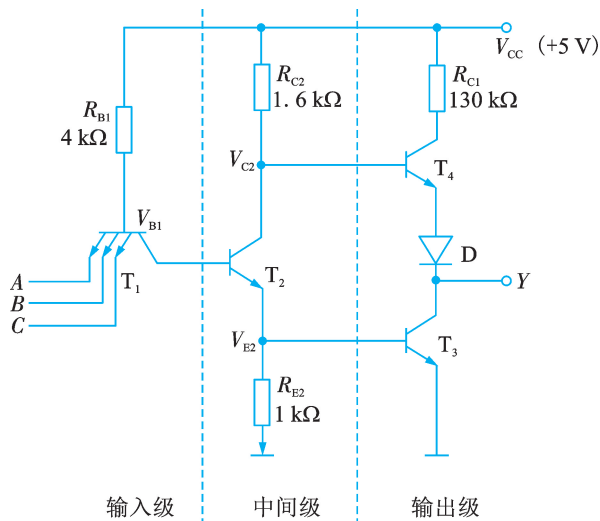 V_CC (+5 V)
R_C2
1.6 kΩ
R_C1
130 kΩ
R_B1
4 kΩ
V_C2
T_4
V_B1
D
A
B
C
T_1
T_2
Y
V_E2
T_3
R_E2
1 kΩ
输入级
中间级
输出级